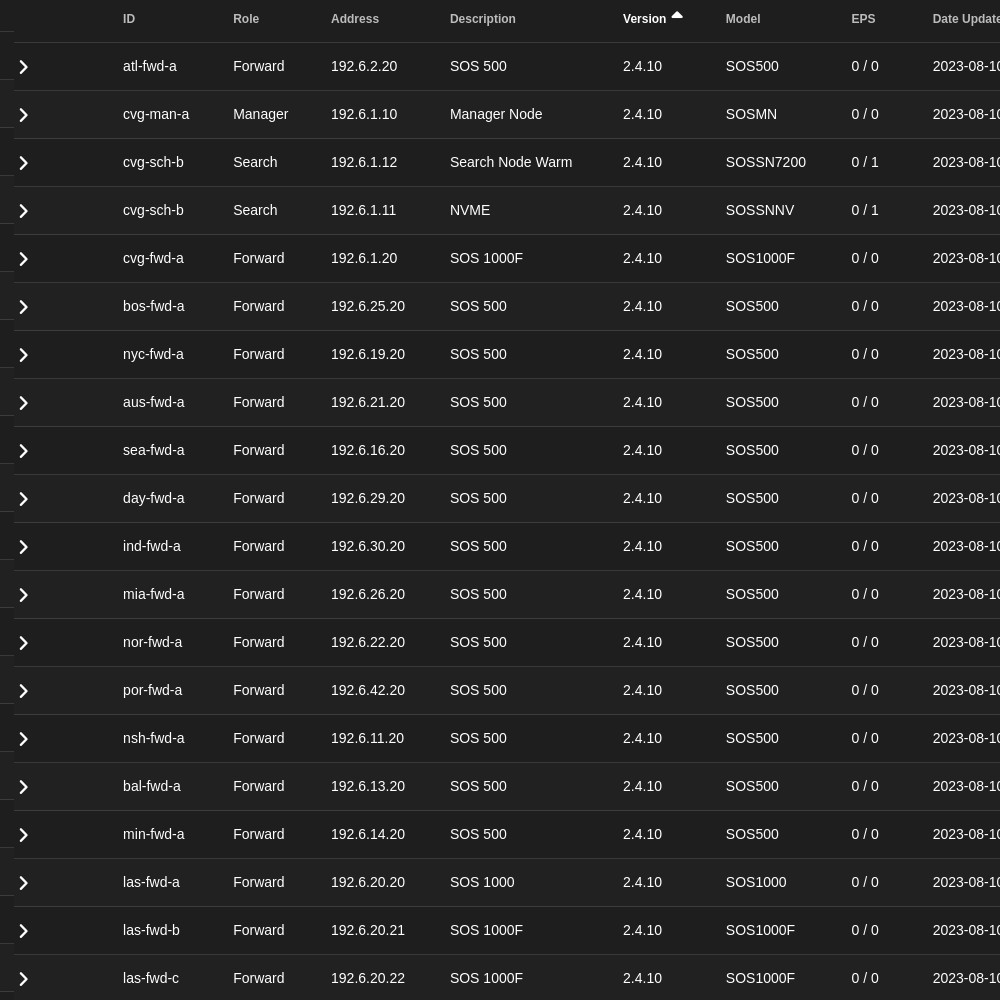 ID Role Address Description Version Model EPS Date Update
atl-fwd-a Forward 192.6.2.20 SOS 500 2.4.10 SOS500 0 / 0 2023-08-10
cvg-man-a Manager 192.6.1.10 Manager Node 2.4.10 SOSMN 0 / 0 2023-08-10
cvg-sch-b Search 192.6.1.12 Search Node Warm 2.4.10 SOSSN7200 0 / 1 2023-08-10
cvg-sch-b Search 192.6.1.11 NVME 2.4.10 SOSSNNV 0 / 1 2023-08-10
cvg-fwd-a Forward 192.6.1.20 SOS 1000F 2.4.10 SOS1000F 0 / 0 2023-08-10
bos-fwd-a Forward 192.6.25.20 SOS 500 2.4.10 SOS500 0 / 0 2023-08-10
nyc-fwd-a Forward 192.6.19.20 SOS 500 2.4.10 SOS500 0 / 0 2023-08-10
aus-fwd-a Forward 192.6.21.20 SOS 500 2.4.10 SOS500 0 / 0 2023-08-10
sea-fwd-a Forward 192.6.16.20 SOS 500 2.4.10 SOS500 0 / 0 2023-08-10
day-fwd-a Forward 192.6.29.20 SOS 500 2.4.10 SOS500 0 / 0 2023-08-10
ind-fwd-a Forward 192.6.30.20 SOS 500 2.4.10 SOS500 0 / 0 2023-08-10
mia-fwd-a Forward 192.6.26.20 SOS 500 2.4.10 SOS500 0 / 0 2023-08-10
nor-fwd-a Forward 192.6.22.20 SOS 500 2.4.10 SOS500 0 / 0 2023-08-10
por-fwd-a Forward 192.6.42.20 SOS 500 2.4.10 SOS500 0 / 0 2023-08-10
nsh-fwd-a Forward 192.6.11.20 SOS 500 2.4.10 SOS500 0 / 0 2023-08-10
bal-fwd-a Forward 192.6.13.20 SOS 500 2.4.10 SOS500 0 / 0 2023-08-10
min-fwd-a Forward 192.6.14.20 SOS 500 2.4.10 SOS500 0 / 0 2023-08-10
las-fwd-a Forward 192.6.20.20 SOS 1000 2.4.10 SOS1000 0 / 0 2023-08-10
las-fwd-b Forward 192.6.20.21 SOS 1000F 2.4.10 SOS1000F 0 / 0 2023-08-10
las-fwd-c Forward 192.6.20.22 SOS 1000F 2.4.10 SOS1000F 0 / 0 2023-08-10